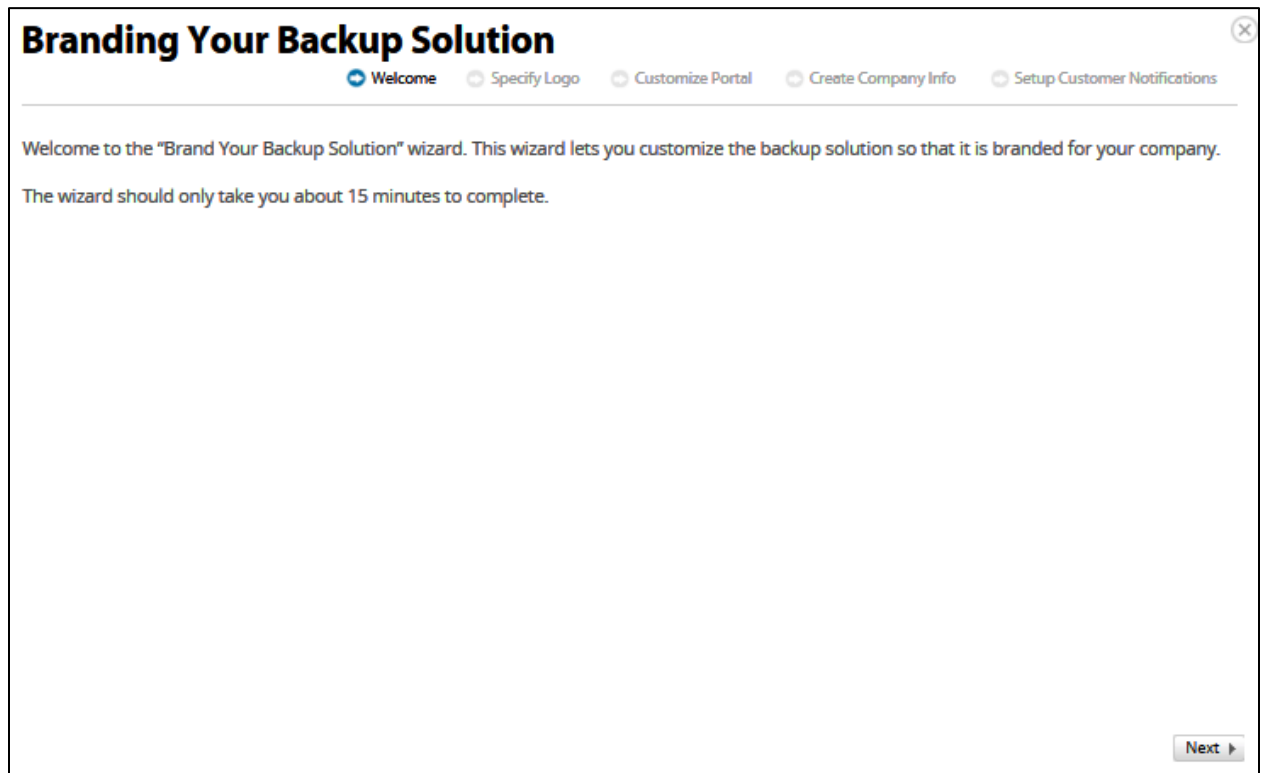 Branding Your Backup Solution
Welcome Specify Logo Customize Portal Create Company Info Setup Customer Notifications
Welcome to the “Brand Your Backup Solution” wizard. This wizard lets you customize the backup solution so that it is branded for your company.
The wizard should only take you about 15 minutes to complete.
Next